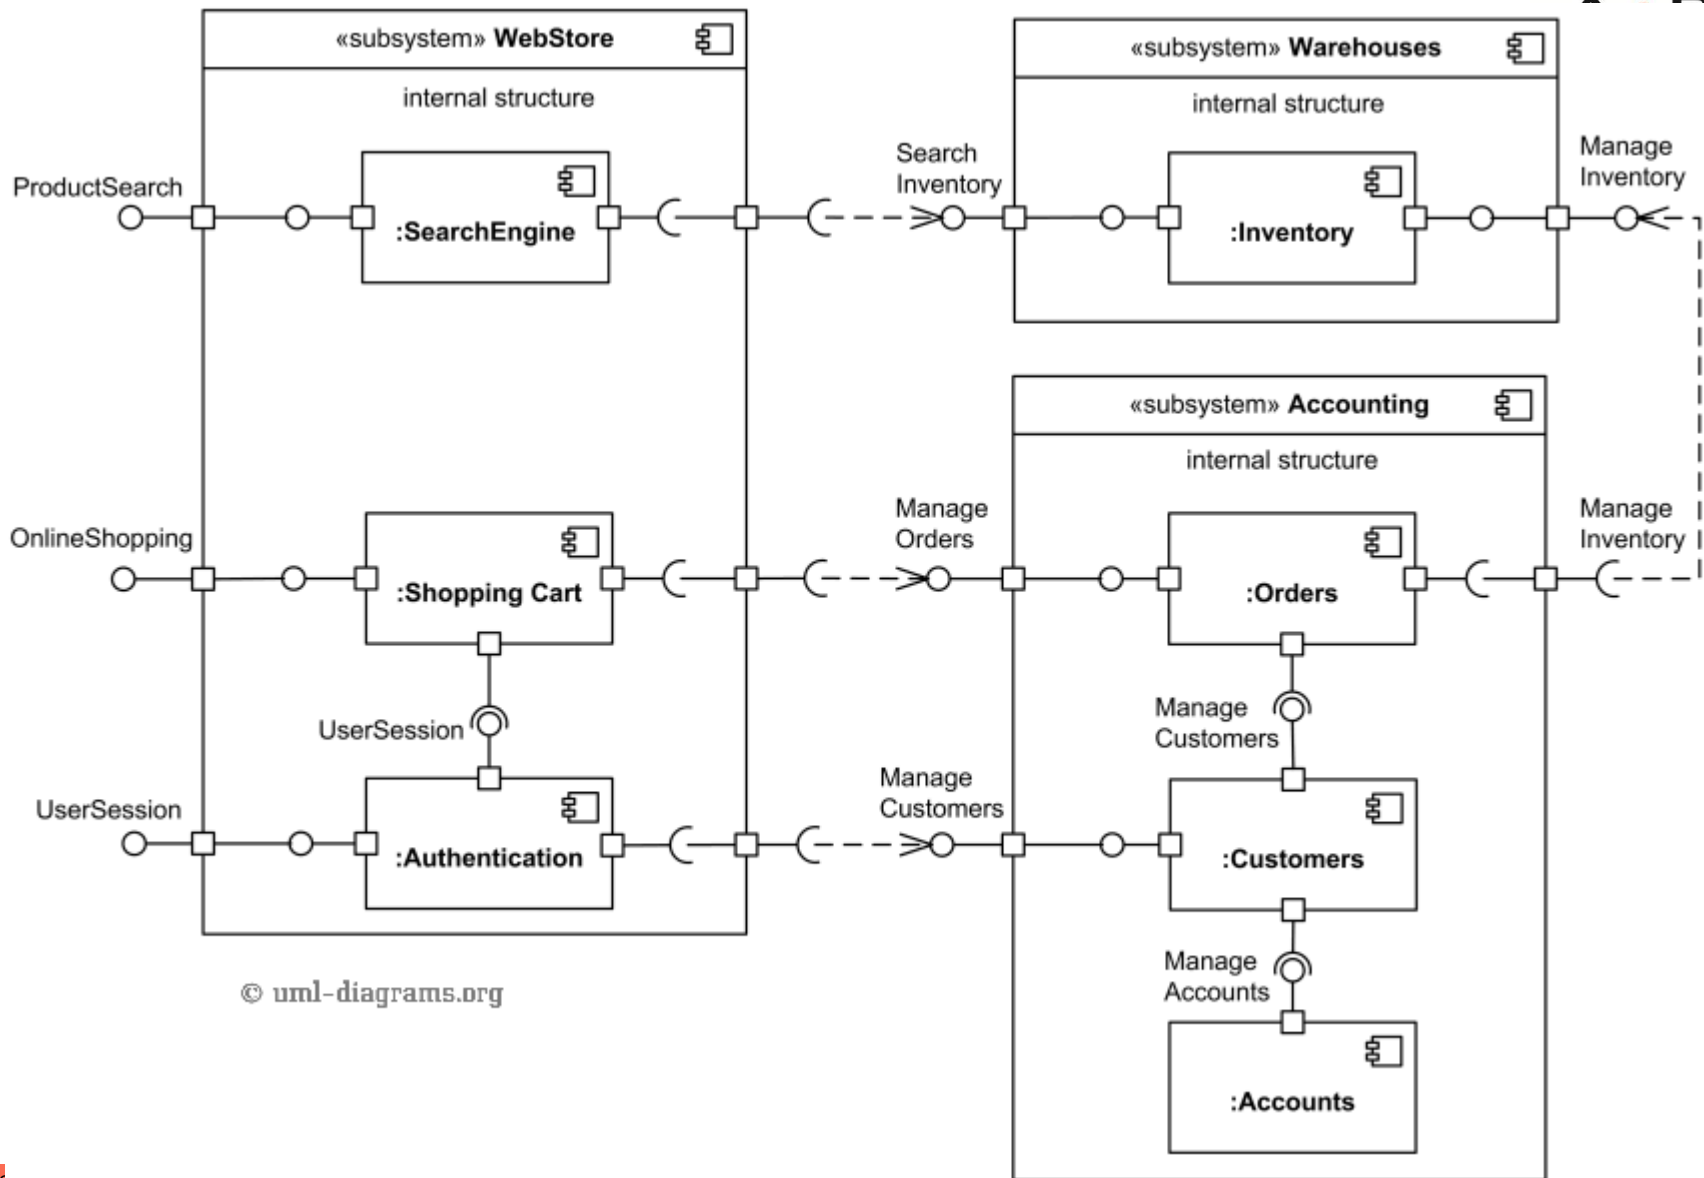 «subsystem» WebStore
internal structure
ProductSearch
:SearchEngine
OnlineShopping
:Shopping Cart
UserSession
UserSession
:Authentication
Search
Inventory
«subsystem» Warehouses
internal structure
:Inventory
Manage
Inventory
Manage
Orders
«subsystem» Accounting
internal structure
:Orders
Manage
Inventory
Manage
Customers
Manage
Customers
:Customers
Manage
Accounts
:Accounts
© uml-diagrams.org